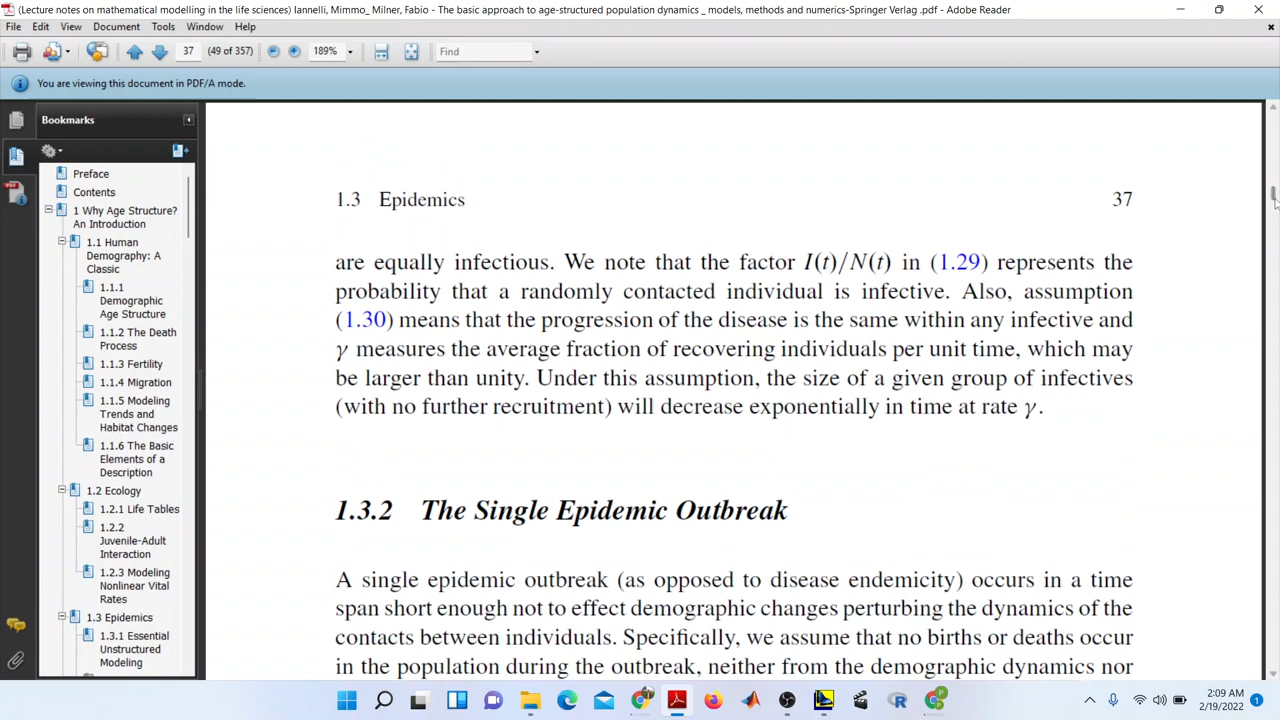 (Lecture notes on mathematical modelling in the life sciences) Iannelli, Mimmo_ Milner, Fabio - The basic approach to age-structured population dynamics _ models, methods and numerics-Springer Verlag .pdf - Adobe Reader
File Edit View Document Tools Window Help
37 (49 of 357) 189% Find
You are viewing this document in PDF/A mode.
Bookmarks
Preface
Contents
1 Why Age Structure?
An Introduction
1.1 Human
Demography: A
Classic
1.1.1
Demographic
Age Structure
1.1.2 The Death
Process
1.1.3 Fertility
1.1.4 Migration
1.1.5 Modeling
Trends and
Habitat Changes
1.1.6 The Basic
Elements of a
Description
1.2 Ecology
1.2.1 Life Tables
1.2.2
Juvenile-Adult
Interaction
1.2.3 Modeling
Nonlinear Vital
Rates
1.3 Epidemics
1.3.1 Essential
Unstructured
Modeling
1.3 Epidemics 37
are equally infectious. We note that the factor I(t)/N(t) in (1.29) represents the
probability that a randomly contacted individual is infective. Also, assumption
(1.30) means that the progression of the disease is the same within any infective and
γ measures the average fraction of recovering individuals per unit time, which may
be larger than unity. Under this assumption, the size of a given group of infectives
(with no further recruitment) will decrease exponentially in time at rate γ.
1.3.2 The Single Epidemic Outbreak
A single epidemic outbreak (as opposed to disease endemicity) occurs in a time
span short enough not to effect demographic changes perturbing the dynamics of the
contacts between individuals. Specifically, we assume that no births or deaths occur
in the population during the outbreak, neither from the demographic dynamics nor
2:09 AM
2/19/2022
1